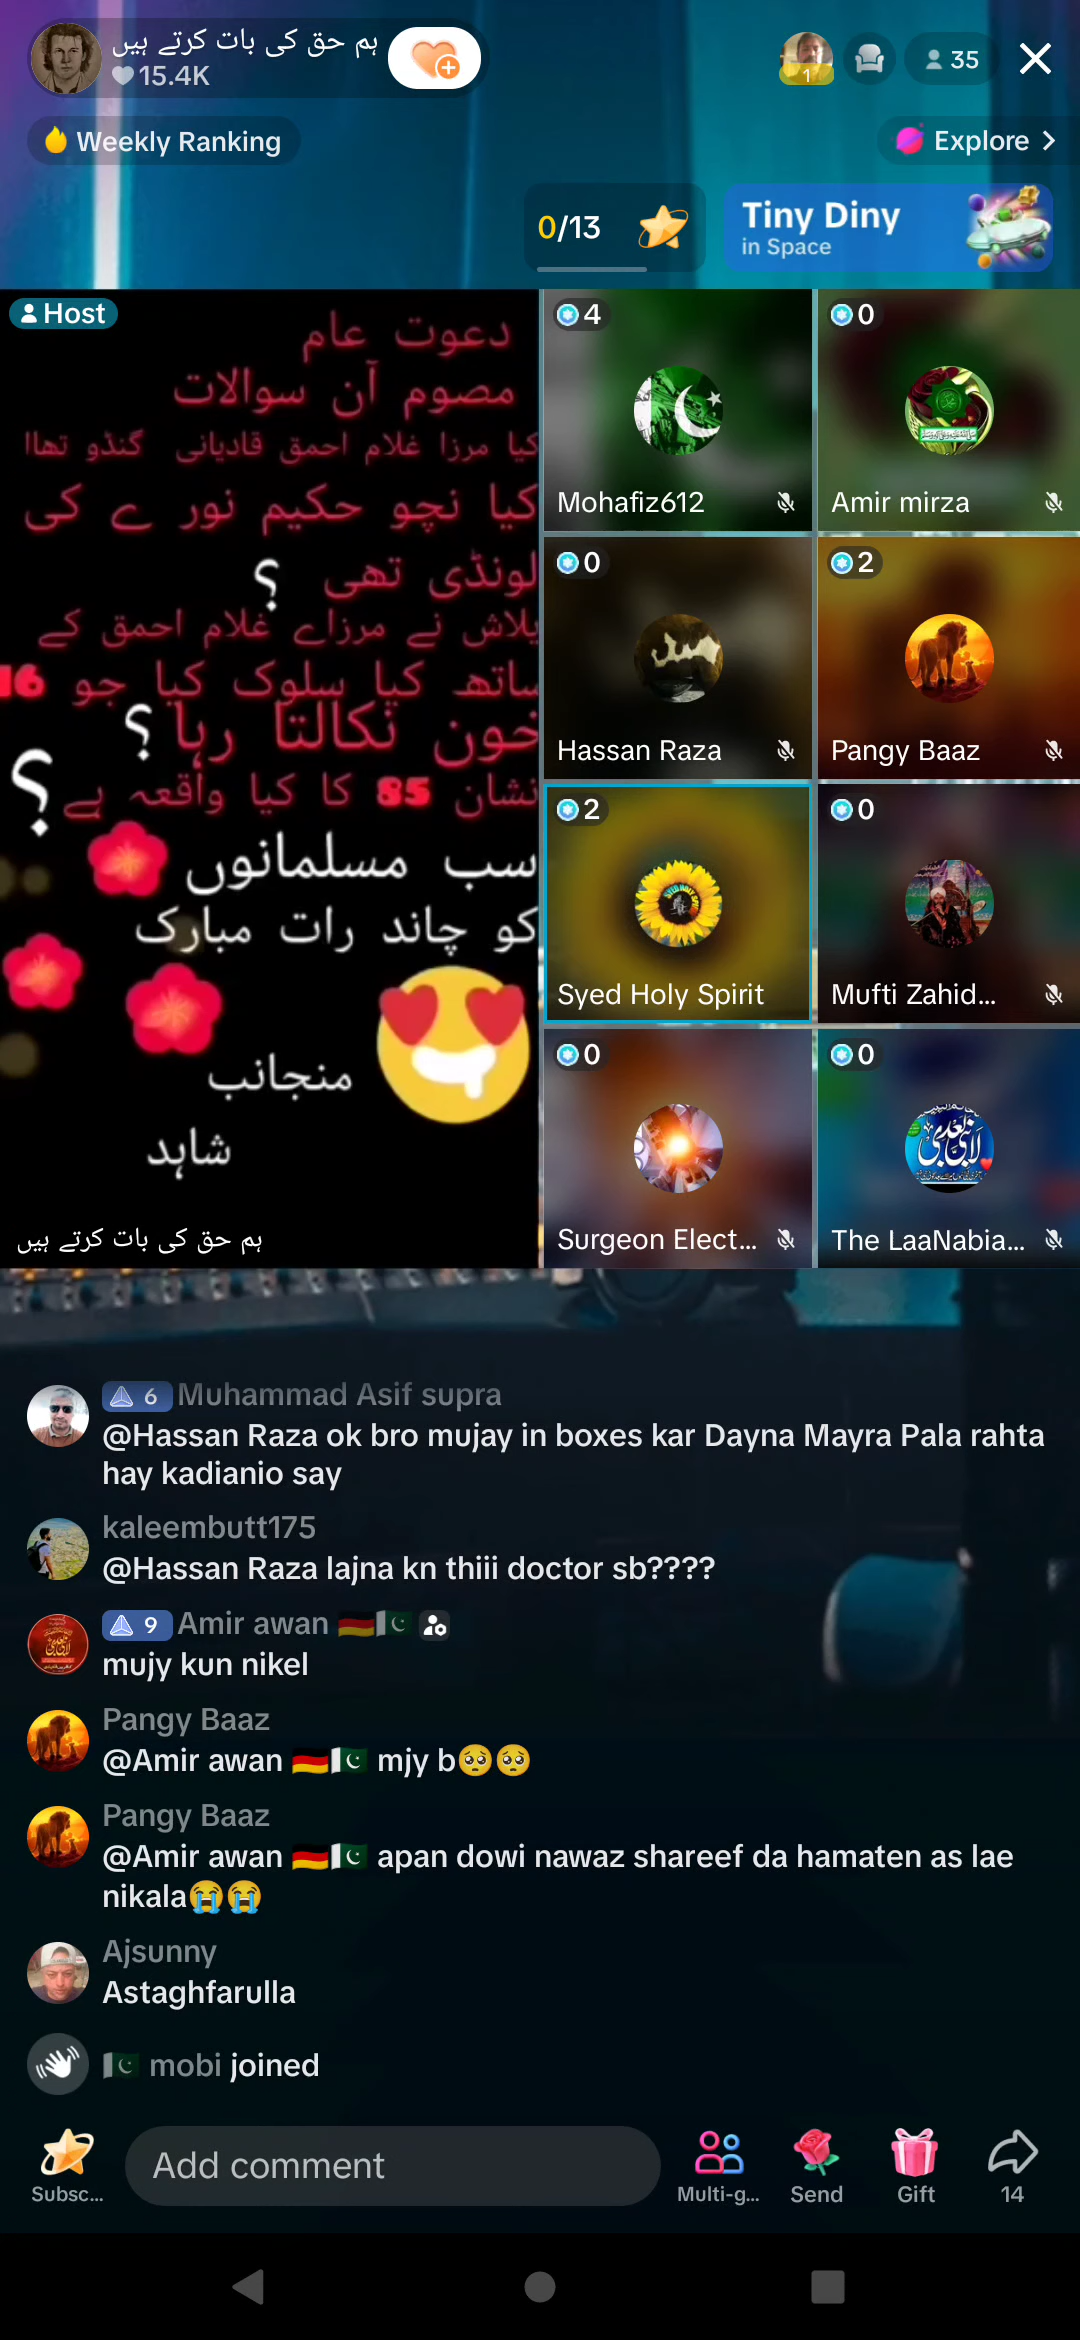 ہم حق کی بات کرتے ہیں
15.4K
1
35
Weekly Ranking
Explore
0/13
Tiny Diny
in Space
Host
دعوت عام
مصوم آن سوالات
کیا مرزا غلام احمق قادیانی گنڈو تھاا
کیا نچو حکیم نور ے کی
لونڈی تھی ؟
یلاش نے مرزاے غلام احمق کے
ساتھ کیا سلوک کیا جو 16
خون نکالتا رہا ؟
نشان 85 کا کیا واقعہ ہے ؟
سب مسلمانوں
کو چاند رات مبارک
منجانب
شاہد
ہم حق کی بات کرتے ہیں
4
Mohafiz612
0
Amir mirza
0
Hassan Raza
2
Pangy Baaz
2
Syed Holy Spirit
0
Mufti Zahid...
0
Surgeon Elect...
0
The LaaNabia...
6 Muhammad Asif supra
@Hassan Raza ok bro mujay in boxes kar Dayna Mayra Pala rahta
hay kadianio say
kaleembutt175
@Hassan Raza lajna kn thiii doctor sb????
9 Amir awan 🇩🇪🇵🇰
mujy kun nikel
Pangy Baaz
@Amir awan 🇩🇪🇵🇰 mjy b🥺🥺
Pangy Baaz
@Amir awan 🇩🇪🇵🇰 apan dowi nawaz shareef da hamaten as lae
nikala😭😭
Ajsunny
Astaghfarulla
🇵🇰 mobi joined
Add comment
Subsc...
Multi-g...
Send
Gift
14